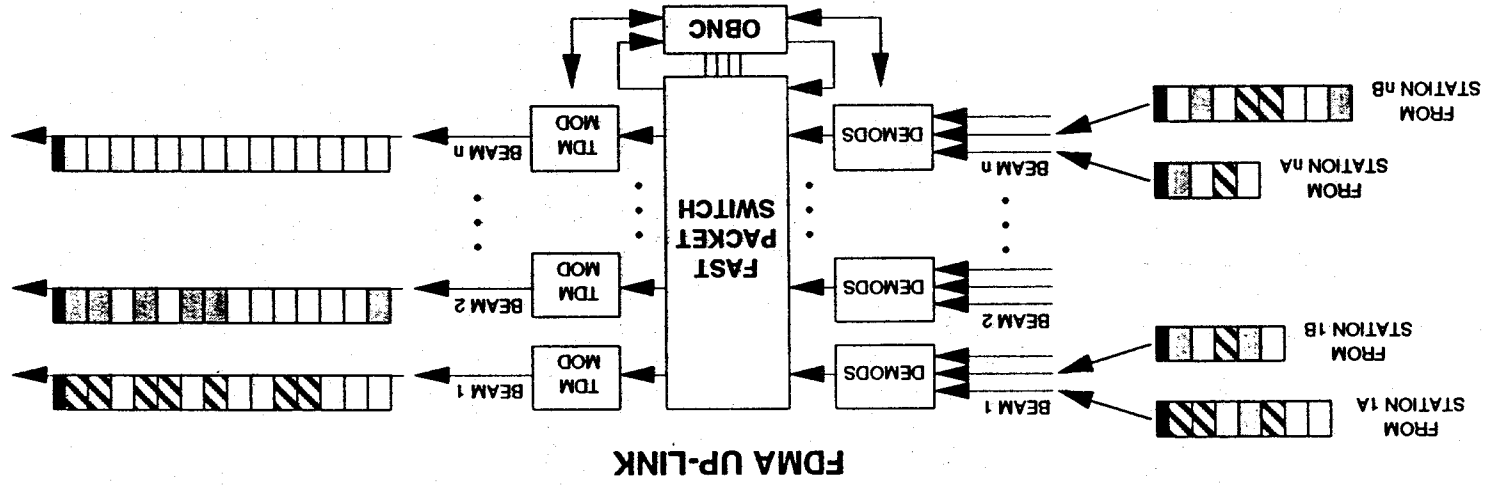 FDMA UP-LINK
FROM
STATION 1A
FROM
STATION 1B
BEAM 1
DEMODS
TDM
MOD
BEAM 1
BEAM 2
DEMODS
FAST
PACKET
SWITCH
TDM
MOD
BEAM 2
FROM
STATION nA
FROM
STATION nB
BEAM n
DEMODS
TDM
MOD
BEAM n
OBNC